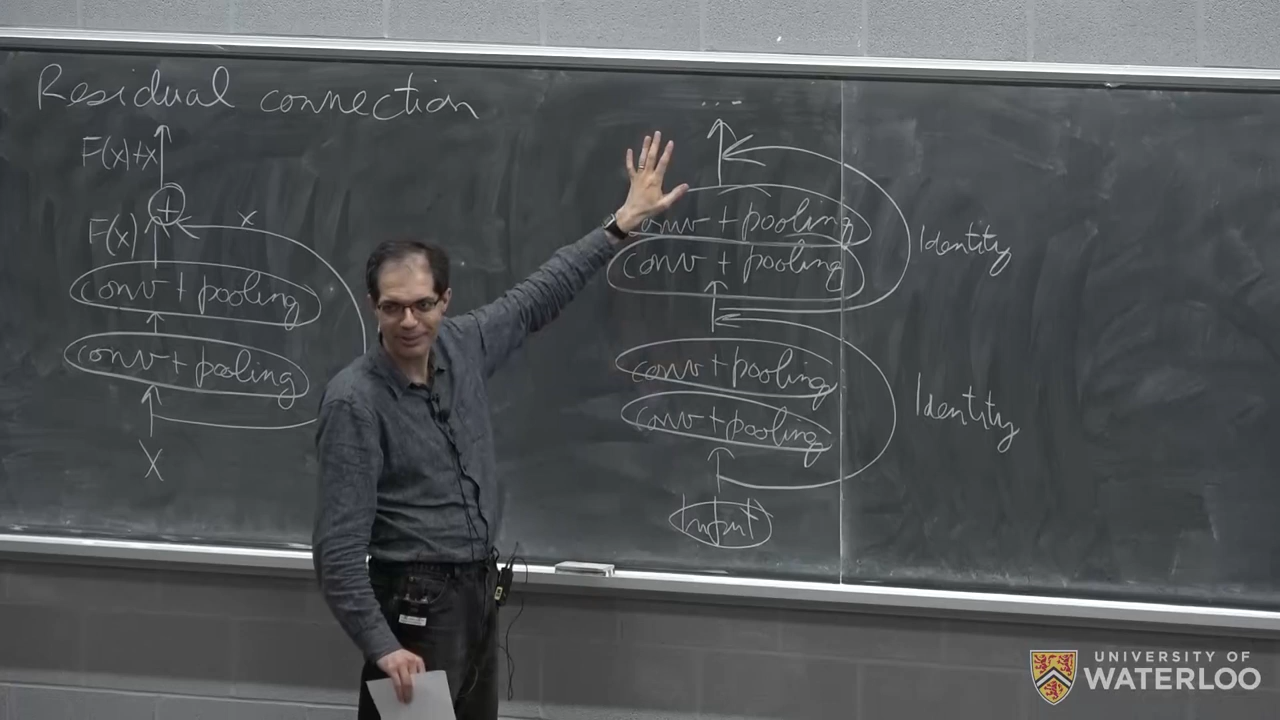 Residual connection
F(x)+x
+
F(x)
x
conv + pooling
conv + pooling
X
...
conv + pooling
conv + pooling
Identity
conv + pooling
conv + pooling
Identity
Input
UNIVERSITY OF
WATERLOO